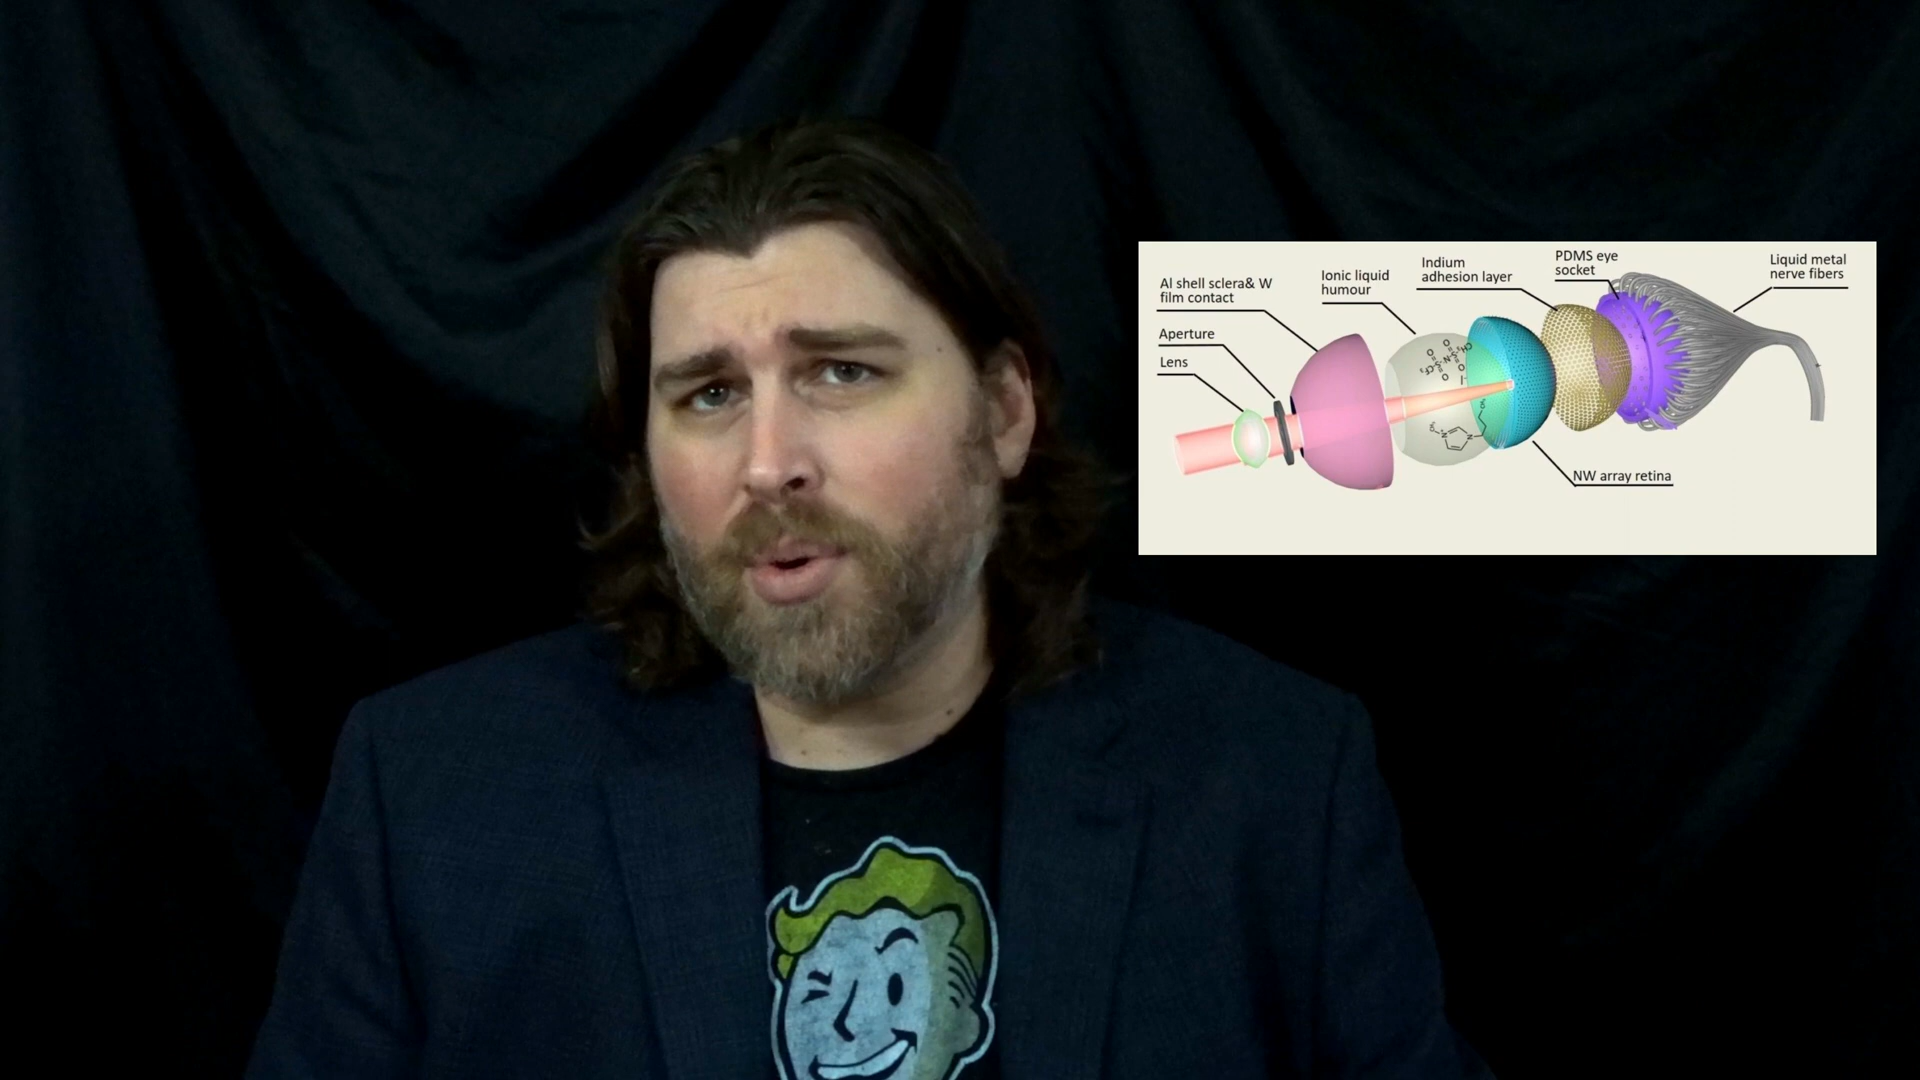 Al shell sclera& W
film contact
Aperture
Lens
Ionic liquid
humour
Indium
adhesion layer
PDMS eye
socket
Liquid metal
nerve fibers
NW array retina